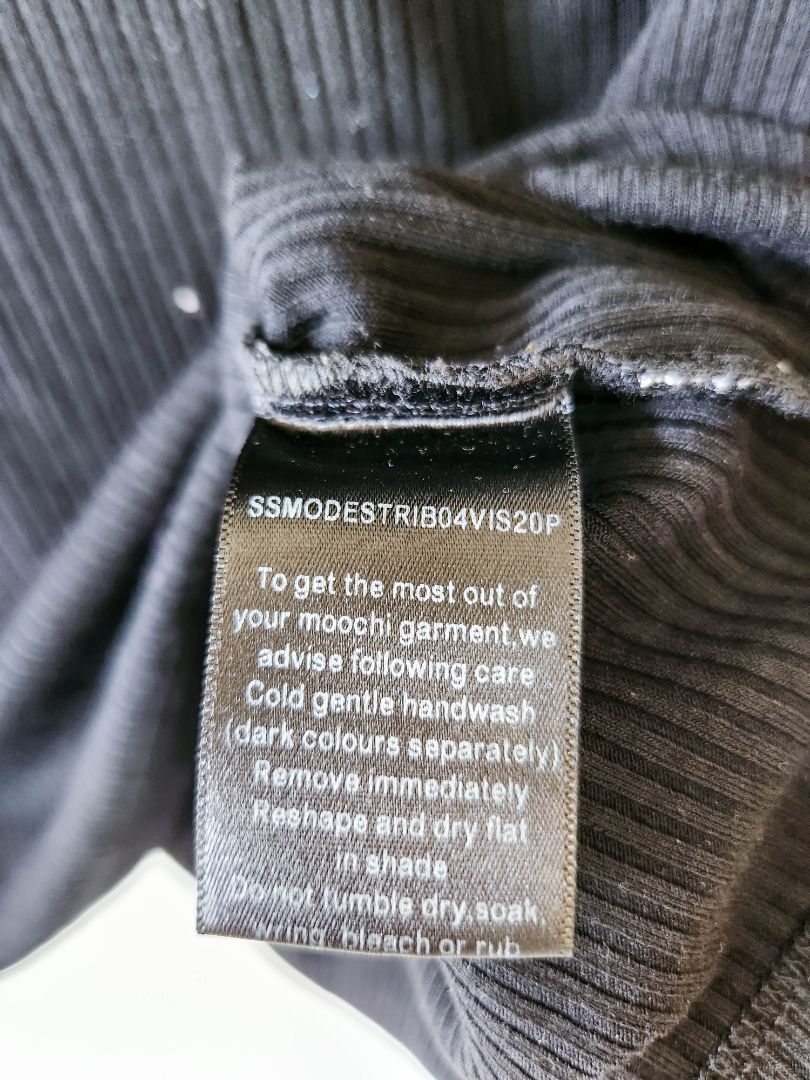 SSMODESTRIB04VIS20P
To get the most out of
your moochi garment,we
advise following care
Cold gentle handwash
(dark colours separately)
Remove immediately
Reshape and dry flat
in shade
Do not tumble dry,soak,
wring, bleach or rub